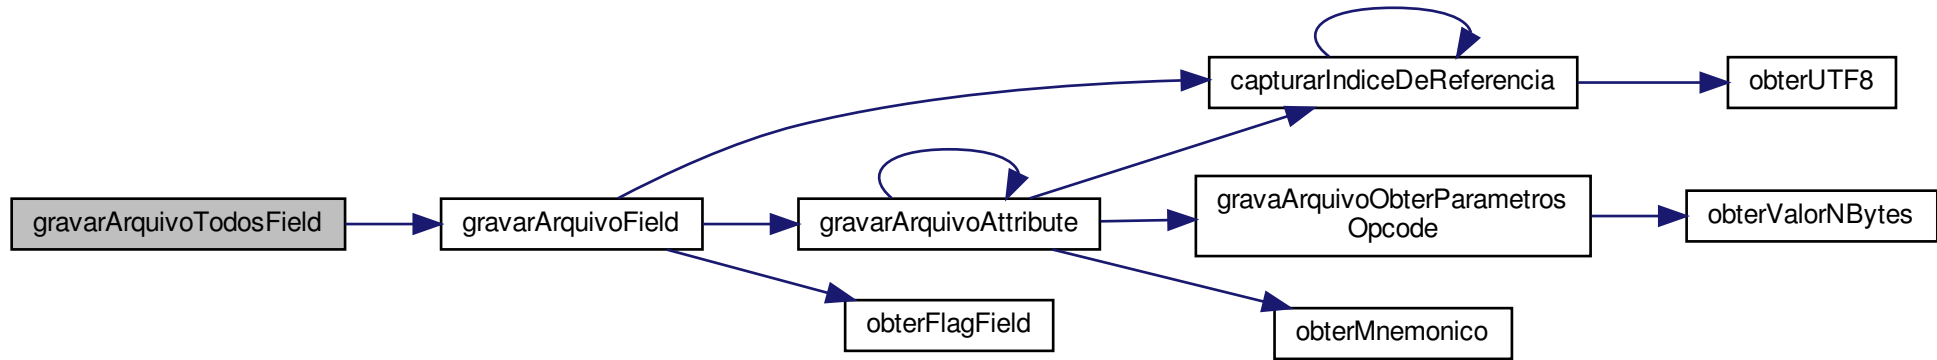 gravarArquivoTodosField
gravarArquivoField
gravarArquivoAttribute
capturarIndiceDeReferencia
obterUTF8
gravaArquivoObterParametros
Opcode
obterValorNBytes
obterFlagField
obterMnemonico